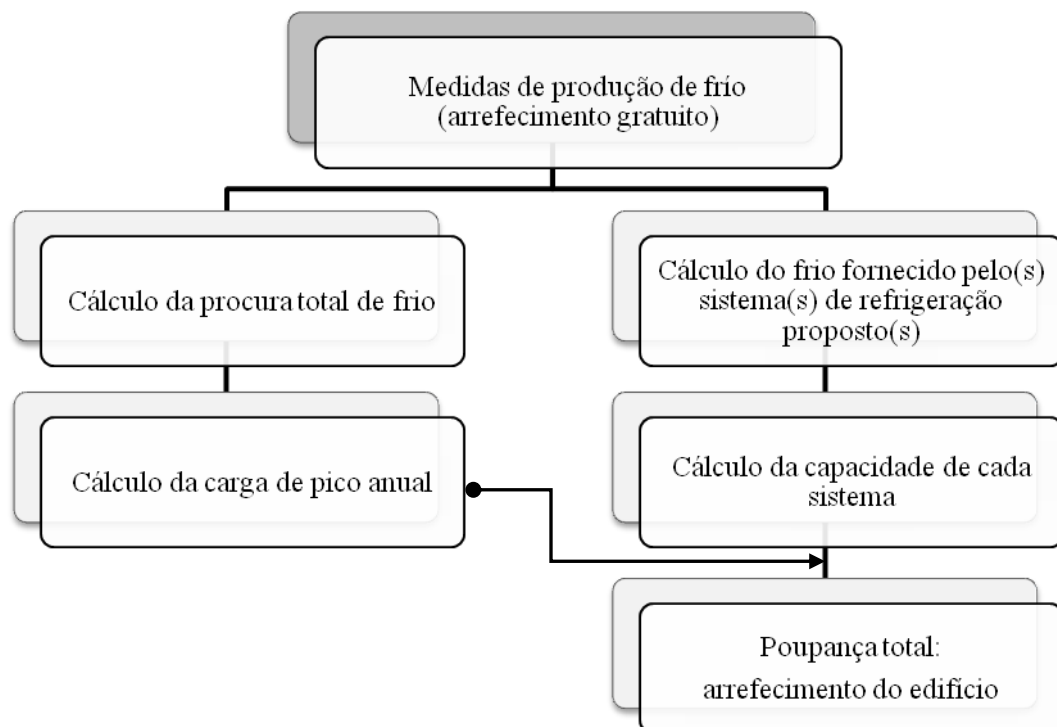 Medidas de produção de frío
(arrefecimento gratuito)
Cálculo da procura total de frio
Cálculo do frio fornecido pelo(s)
sistema(s) de refrigeração
proposto(s)
Cálculo da carga de pico anual
Cálculo da capacidade de cada
sistema
Poupança total:
arrefecimento do edifício